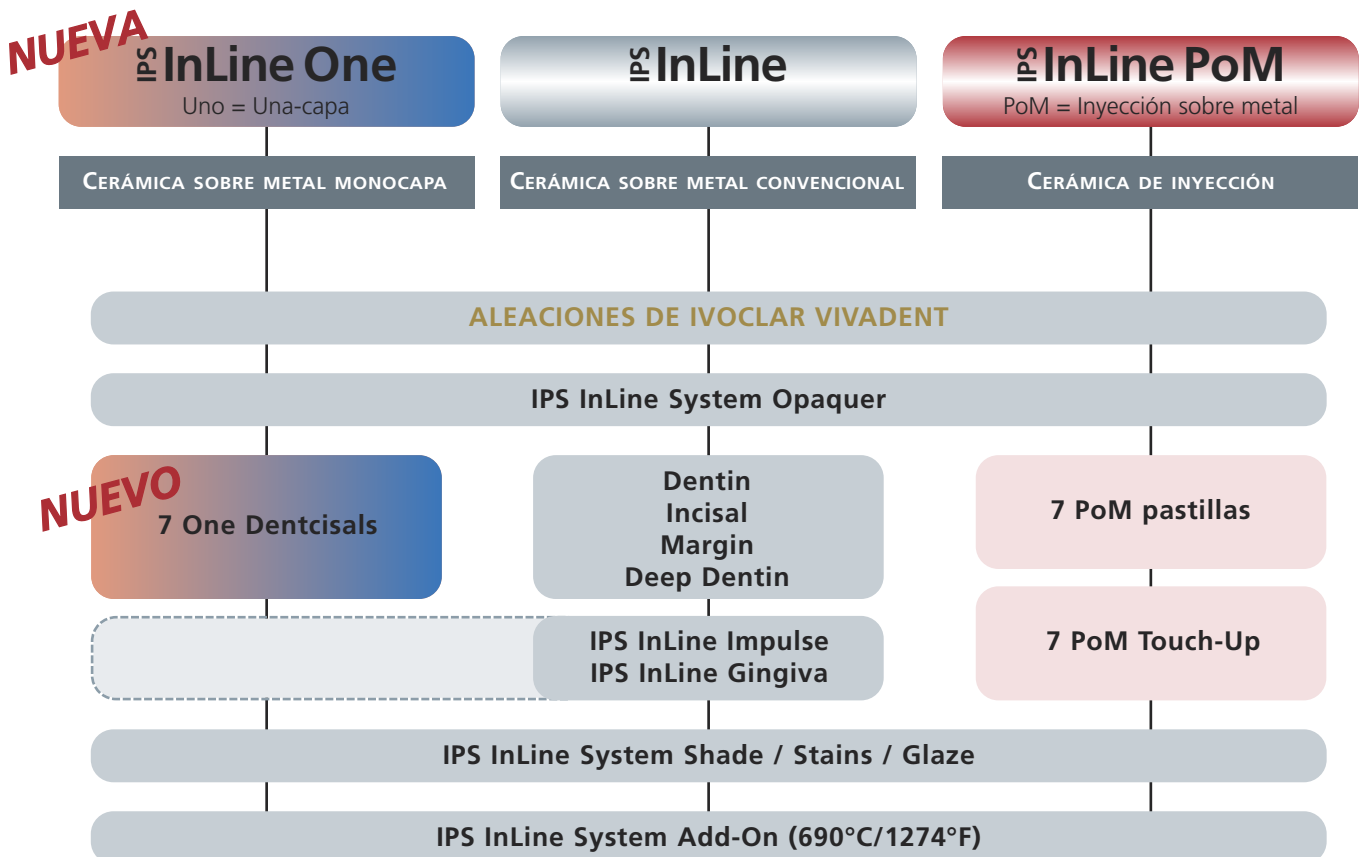 NUEVA
IPS InLine One
Uno = Una-capa
IPS InLine
IPS InLine PoM
PoM = Inyección sobre metal
CERÁMICA SOBRE METAL MONOCAPA
CERÁMICA SOBRE METAL CONVENCIONAL
CERÁMICA DE INYECCIÓN
ALEACIONES DE IVOCLAR VIVADENT
IPS InLine System Opaquer
NUEVO
7 One Dentcisals
Dentin
Incisal
Margin
Deep Dentin
7 PoM pastillas
IPS InLine Impulse
IPS InLine Gingiva
7 PoM Touch-Up
IPS InLine System Shade / Stains / Glaze
IPS InLine System Add-On (690°C/1274°F)